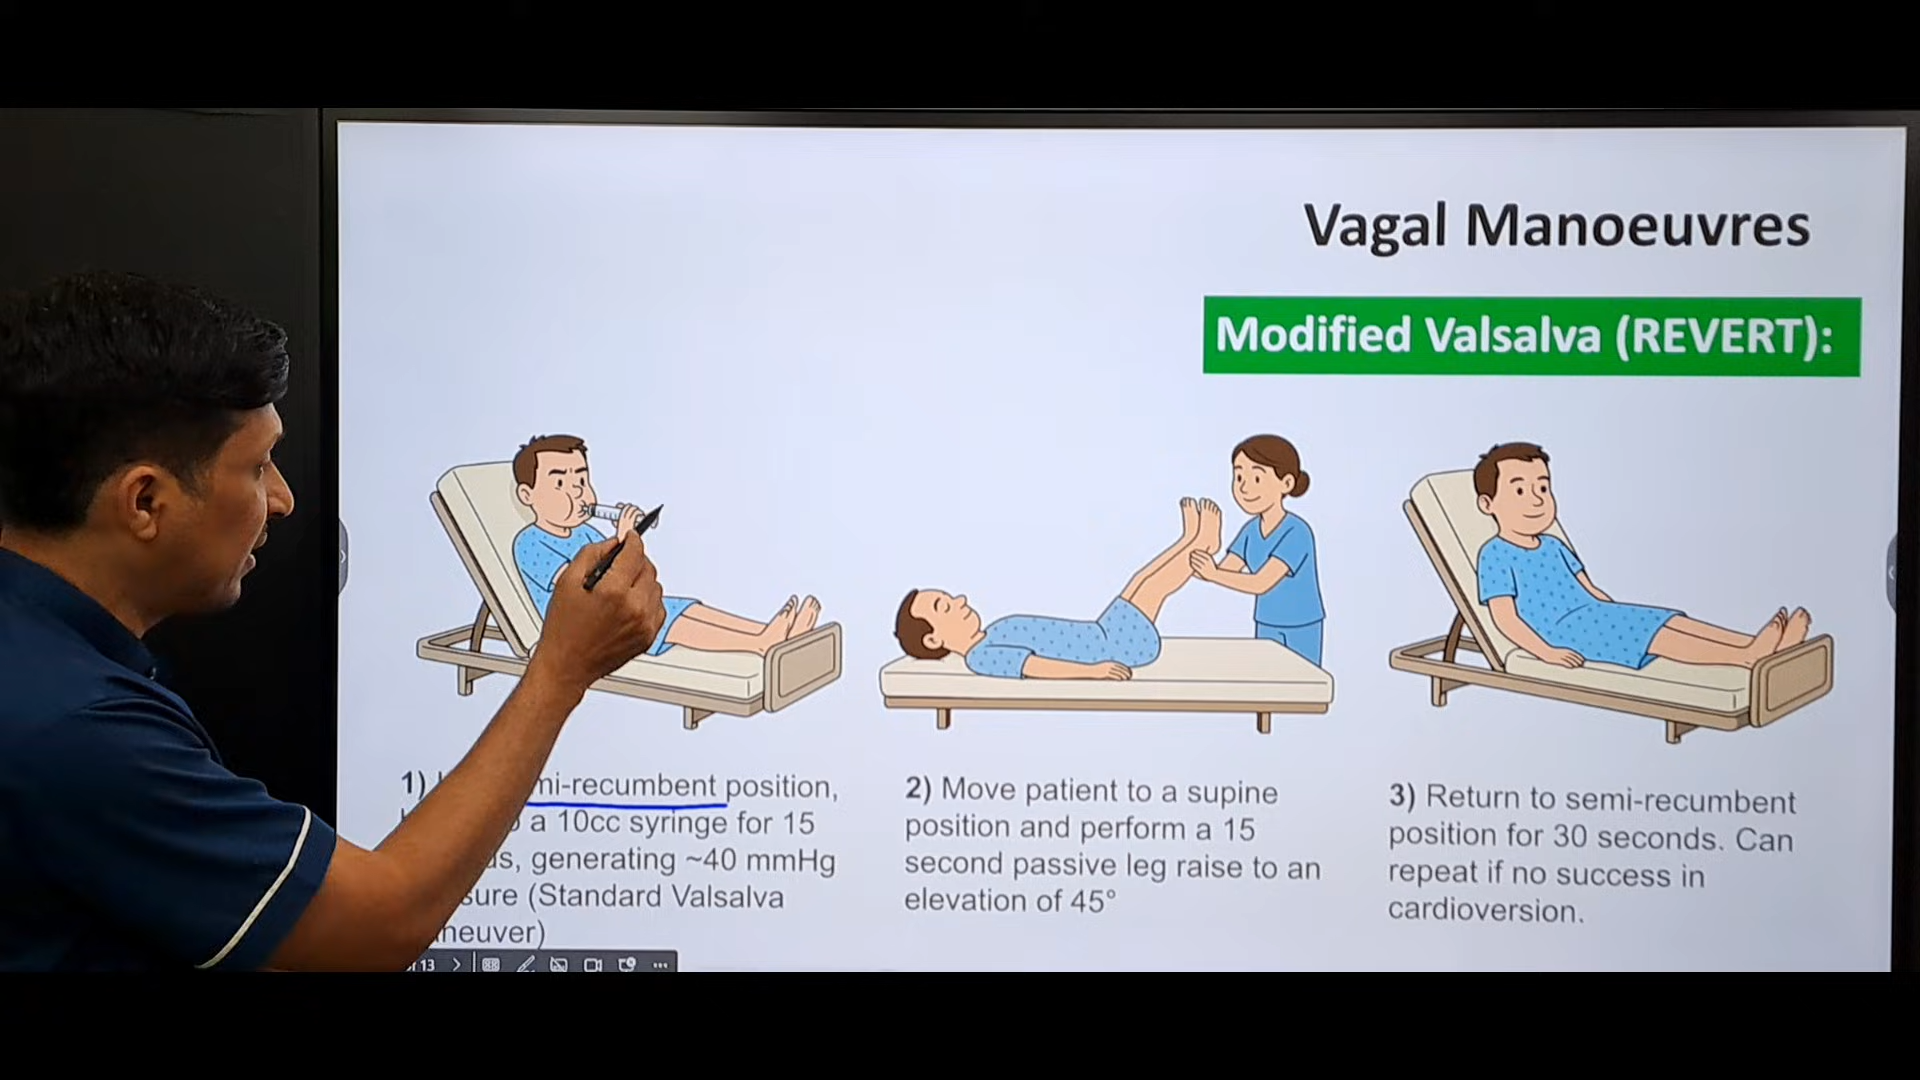 Vagal Manoeuvres
Modified Valsalva (REVERT):
1) mi-recumbent position,
a 10cc syringe for 15
ds, generating ~40 mmHg
sure (Standard Valsalva
neuver)
2) Move patient to a supine
position and perform a 15
second passive leg raise to an
elevation of 45°
3) Return to semi-recumbent
position for 30 seconds. Can
repeat if no success in
cardioversion.
13